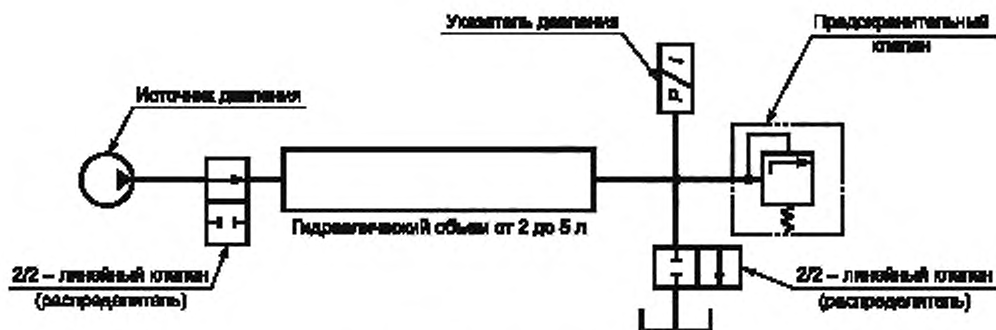 Указатель давления
Предохранительный
клапан
Источник давления
p
Гидравлический объем от 2 до 5 л
2/2 – линейный клапан
(распределитель)
2/2 – линейный клапан
(распределитель)